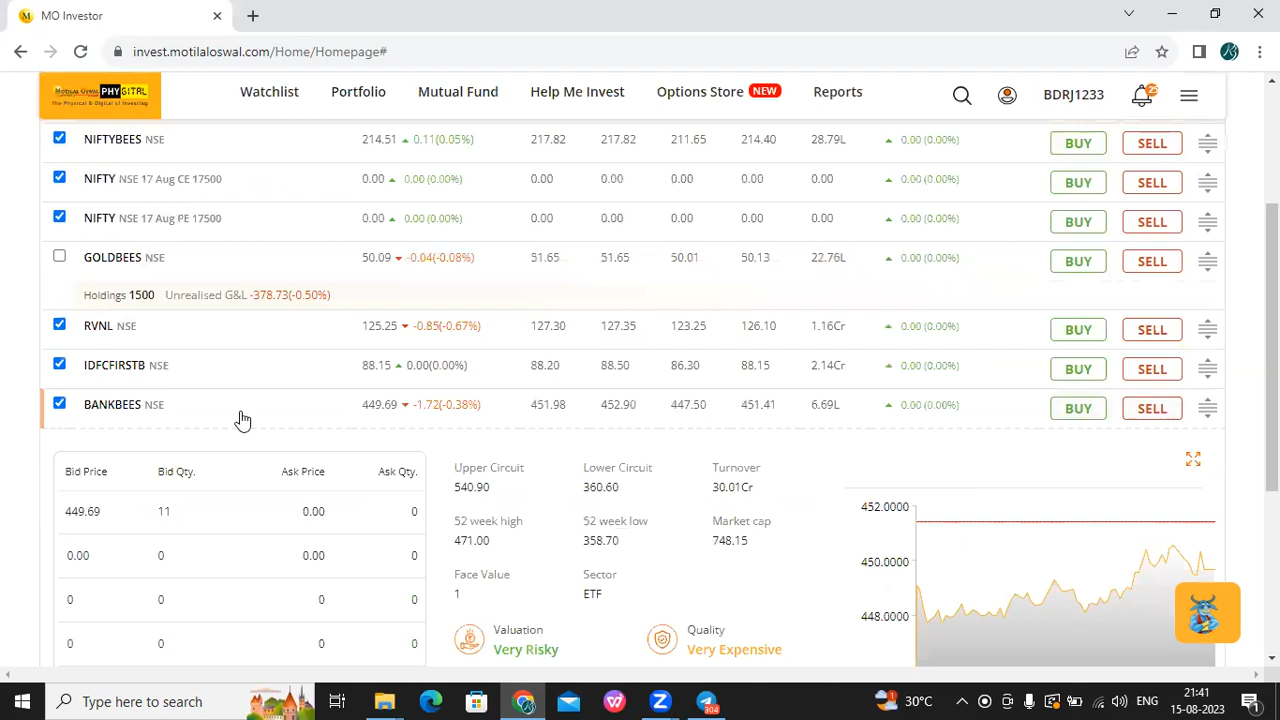 MO Investor
invest.motilaloswal.com/Home/Homepage#
MOTILAL OSWAL PHYGITAL
The Physical & Digital of Investing
Watchlist Portfolio Mutual Fund Help Me Invest Options Store NEW Reports BDRJ1233 25
NIFTYBEES NSE 214.51 0.11(0.05%) 217.82 217.82 211.65 214.40 28.79L 0.00 (0.00%) BUY SELL
NIFTY NSE 17 Aug CE 17500 0.00 0.00 (0.00%) 0.00 0.00 0.00 0.00 0.00 0.00 (0.00%) BUY SELL
NIFTY NSE 17 Aug PE 17500 0.00 0.00 (0.00%) 0.00 0.00 0.00 0.00 0.00 0.00 (0.00%) BUY SELL
GOLDBEES NSE 50.09 -0.04(-0.08%) 51.65 51.65 50.01 50.13 22.76L 0.00 (0.00%) BUY SELL
Holdings 1500 Unrealised G&L -378.73(-0.50%)
RVNL NSE 125.25 -0.85(-0.67%) 127.30 127.35 123.25 126.10 1.16Cr 0.00 (0.00%) BUY SELL
IDFCFIRSTB NSE 88.15 0.00(0.00%) 88.20 88.50 86.30 88.15 2.14Cr 0.00 (0.00%) BUY SELL
BANKBEES NSE 449.69 -1.72(-0.38%) 451.98 452.90 447.50 451.41 6.69L 0.00 (0.00%) BUY SELL
Bid Price Bid Qty. Ask Price Ask Qty.
449.69 11 0.00 0
0.00 0 0.00 0
0 0 0 0
0 0 0 0
Upper Circuit Lower Circuit Turnover
540.90 360.60 30.01Cr
52 week high 52 week low Market cap
471.00 358.70 748.15
Face Value Sector
1 ETF
Valuation Quality
Very Risky Very Expensive
452.0000
450.0000
448.0000
Type here to search
304
1
30°C
ENG
21:41
15-08-2023
1